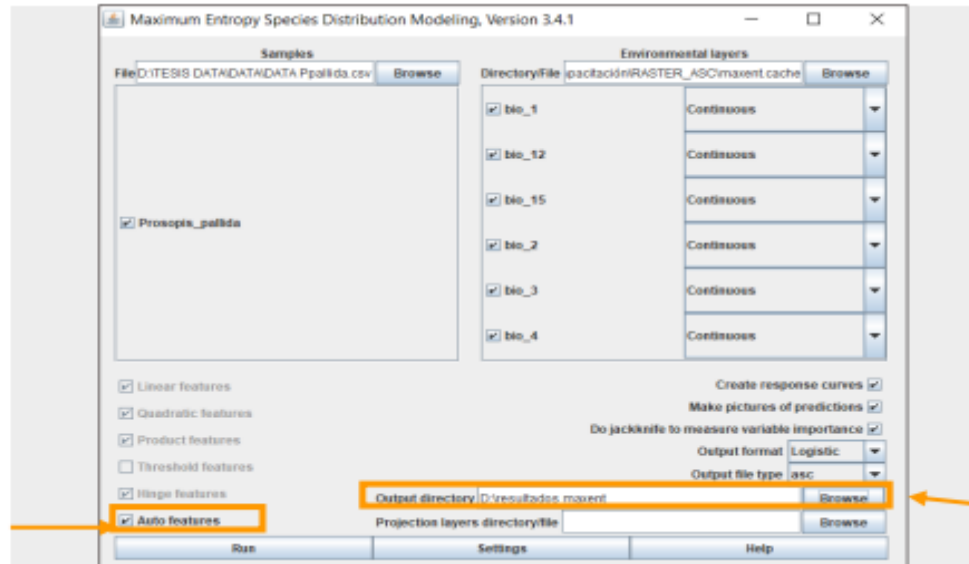 Maximum Entropy Species Distribution Modeling, Version 3.4.1
Samples
File D:\TESIS DATA\DATA\DATA Ppallida.csv Browse
Prosopis_pallida
Environmental layers
Directory/File pacitación\RASTER_ASC\maxent.cache Browse
bio_1 Continuous
bio_12 Continuous
bio_15 Continuous
bio_2 Continuous
bio_3 Continuous
bio_4 Continuous
Linear features
Quadratic features
Product features
Threshold features
Hinge features
Auto features
Create response curves
Make pictures of predictions
Do jackknife to measure variable importance
Output format Logistic
Output file type asc
Output directory D:\resultados maxent Browse
Projection layers directory/file Browse
Run Settings Help